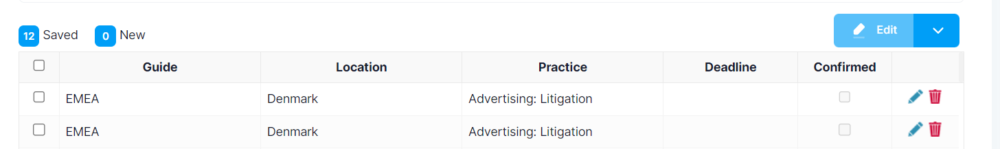 12 Saved 0 New Edit
Guide Location Practice Deadline Confirmed
EMEA Denmark Advertising: Litigation
EMEA Denmark Advertising: Litigation